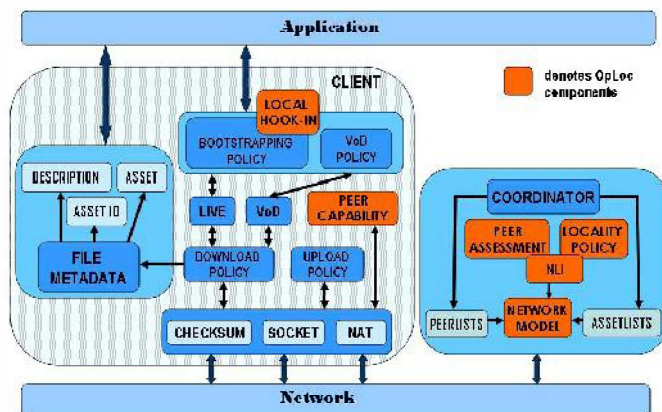 Application
CLIENT
denotes OpLoc
components
LOCAL
HOOK-IN
BOOTSTRAPPING
POLICY
VoD
POLICY
DESCRIPTION
ASSET
ASSET ID
FILE
METADATA
LIVE
VoD
PEER
CAPABILITY
DOWNLOAD
POLICY
UPLOAD
POLICY
CHECKSUM
SOCKET
NAT
COORDINATOR
PEER
ASSESSMENT
LOCALITY
POLICY
NLI
PEERLISTS
NETWORK
MODEL
ASSETLISTS
Network